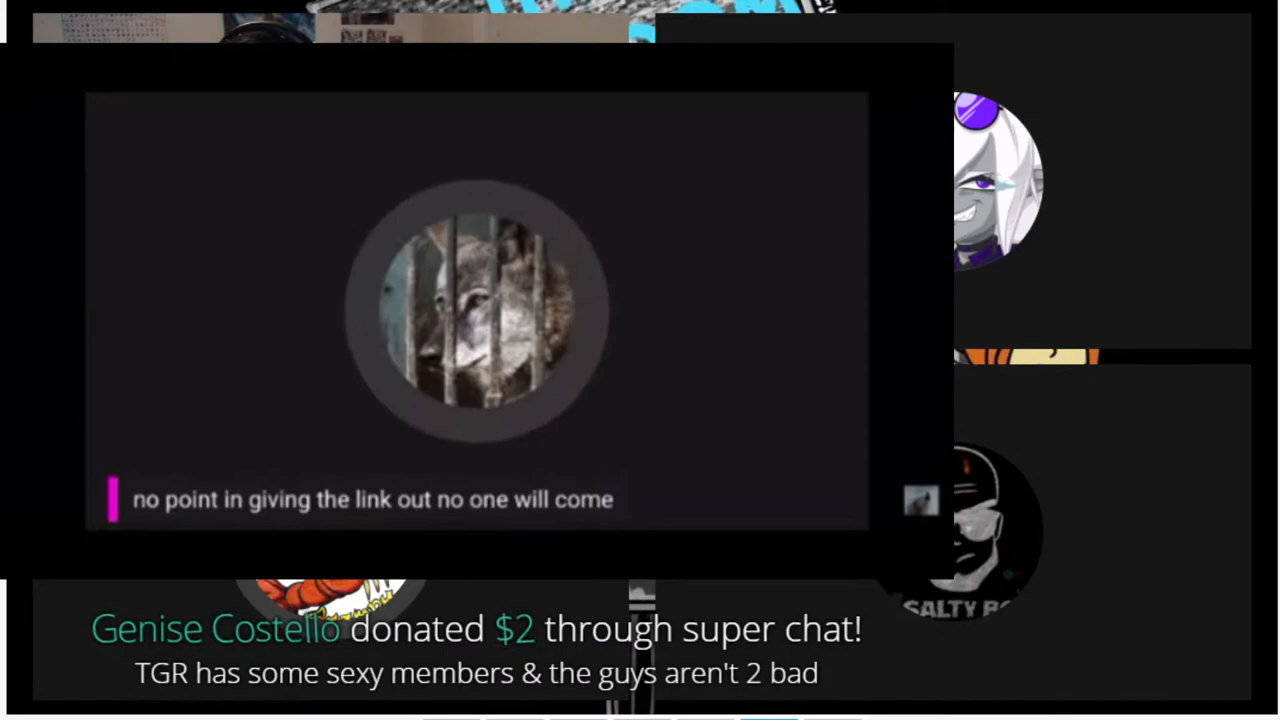 no point in giving the link out no one will come
SALTY
Genise Costello donated $2 through super chat!
TGR has some sexy members & the guys aren't 2 bad